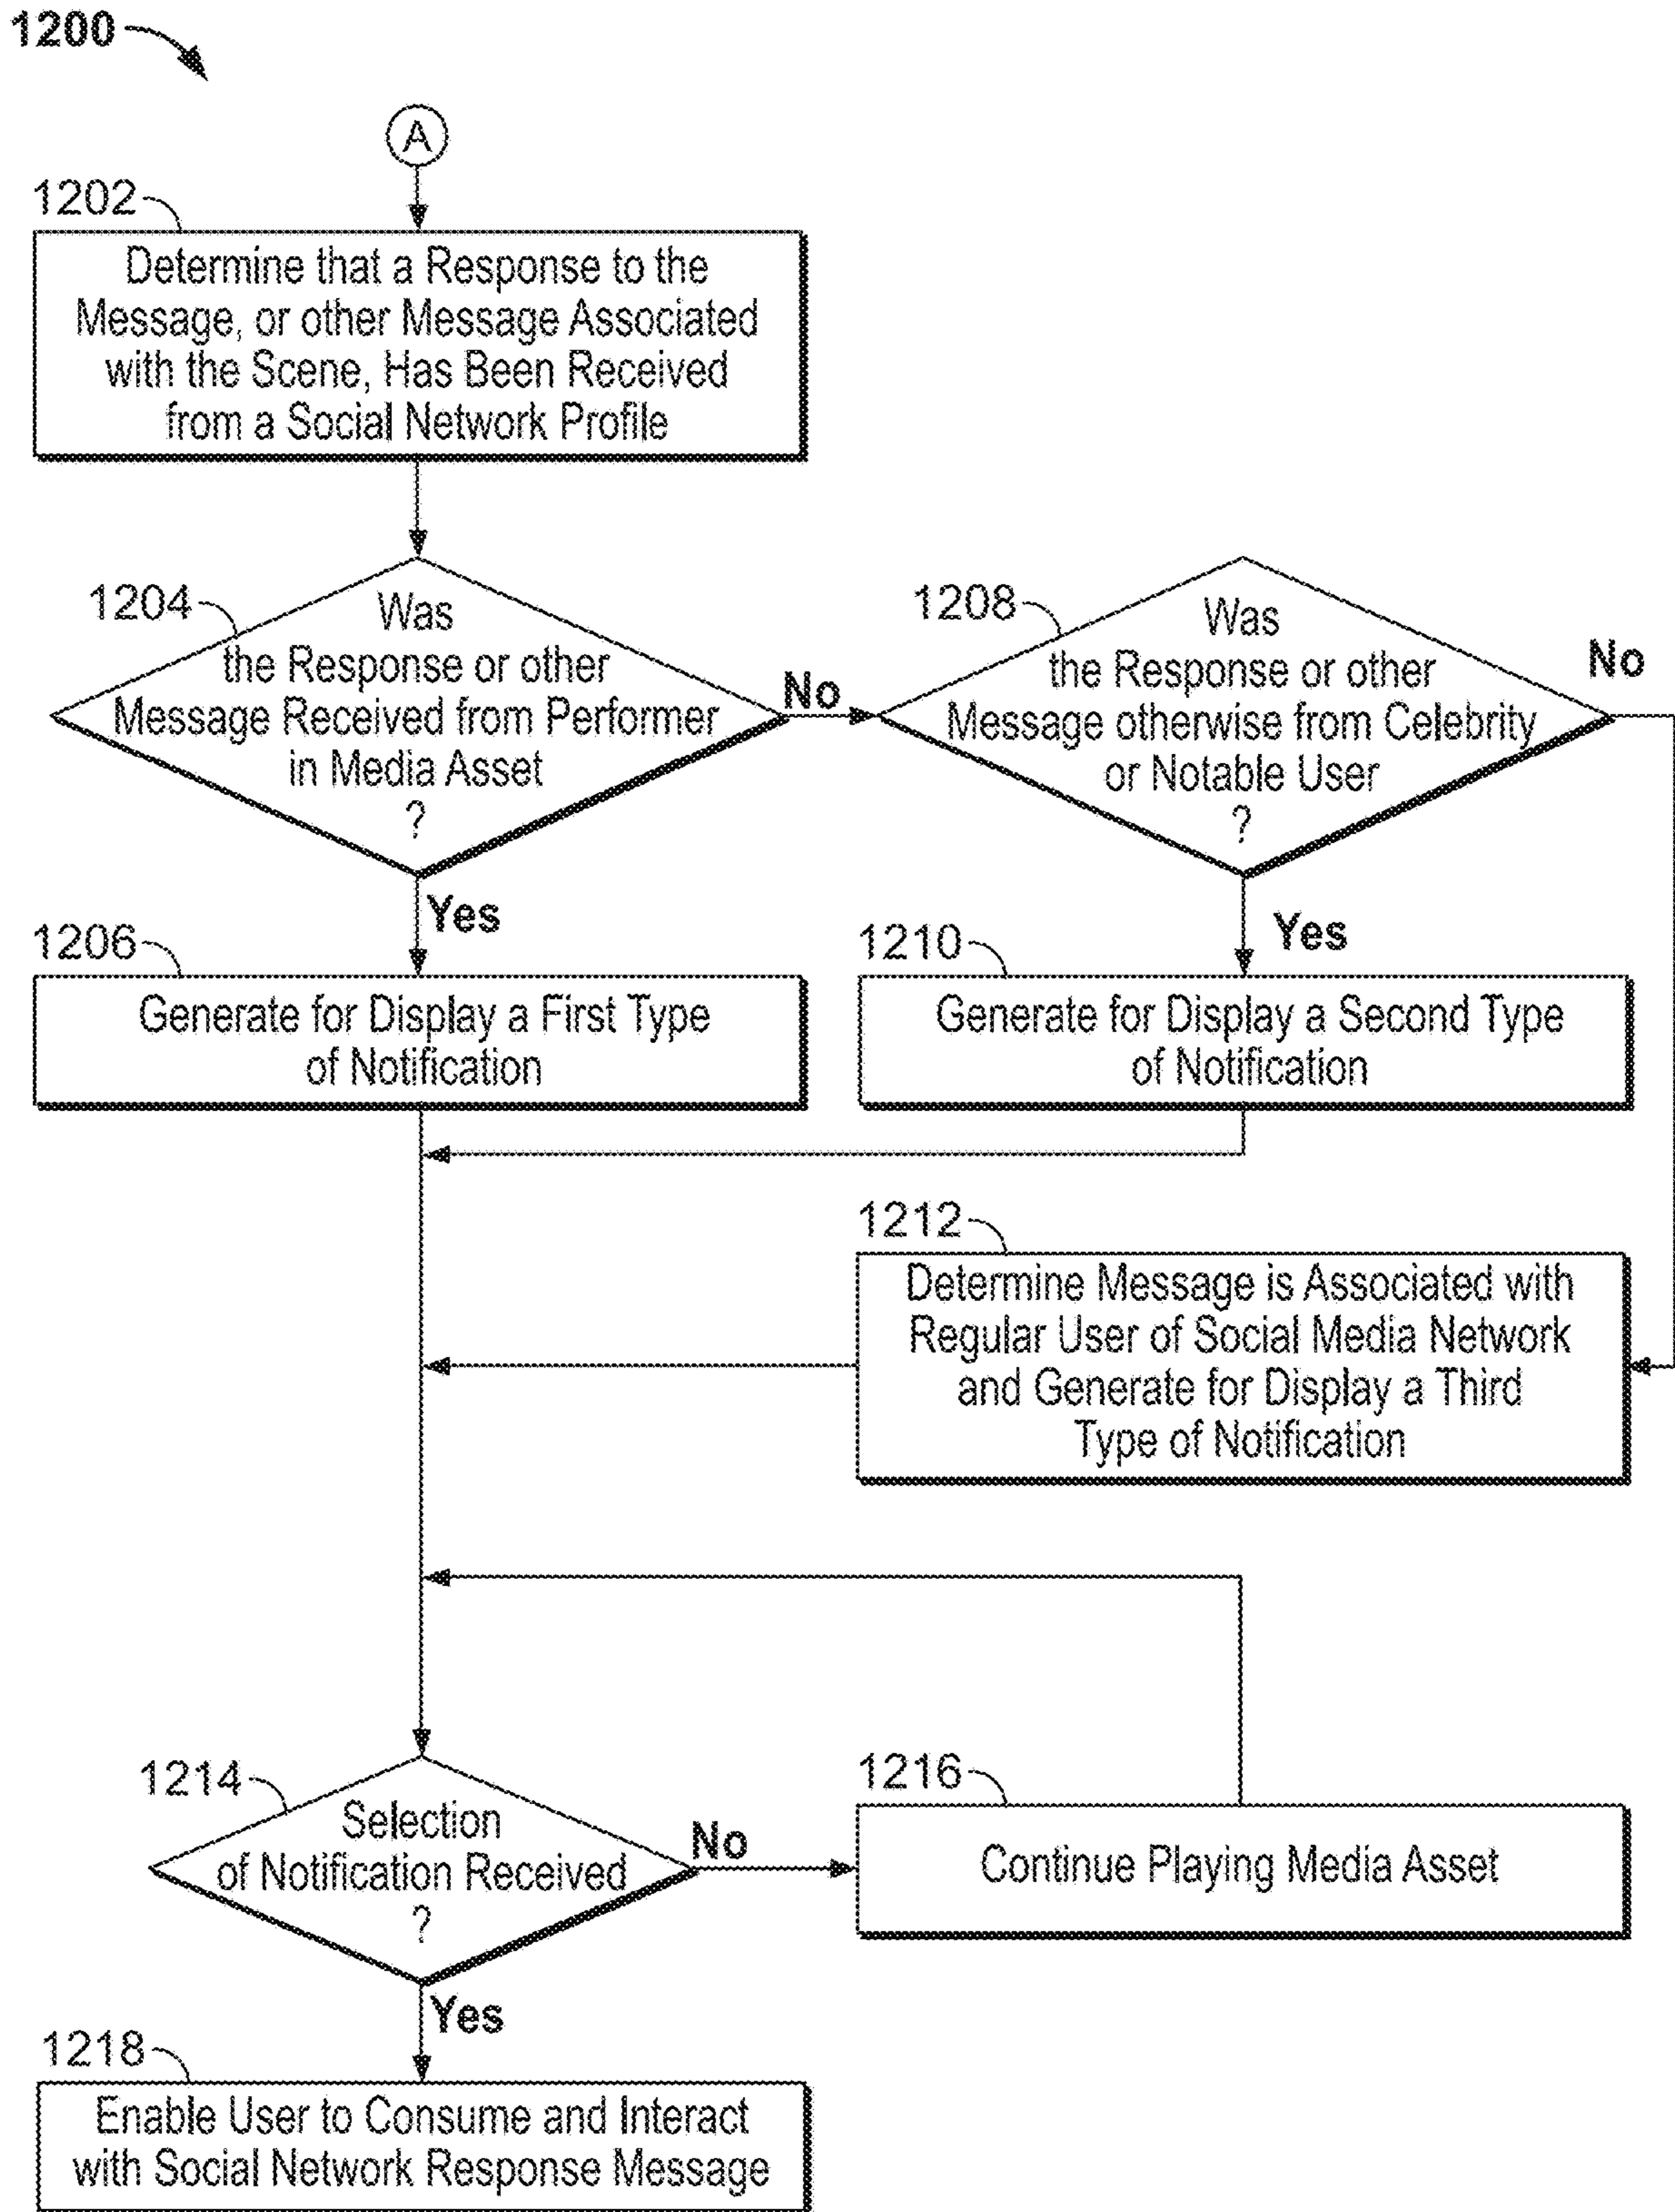 1200
A
1202
Determine that a Response to the
Message, or other Message Associated
with the Scene, Has Been Received
from a Social Network Profile
1204
Was
the Response or other
Message Received from Performer
in Media Asset
?
No
1208
Was
the Response or other
Message otherwise from Celebrity
or Notable User
?
No
Yes
1206
Generate for Display a First Type
of Notification
Yes
1210
Generate for Display a Second Type
of Notification
1212
Determine Message is Associated with
Regular User of Social Media Network
and Generate for Display a Third
Type of Notification
1214
Selection
of Notification Received
?
No
1216
Continue Playing Media Asset
Yes
1218
Enable User to Consume and Interact
with Social Network Response Message